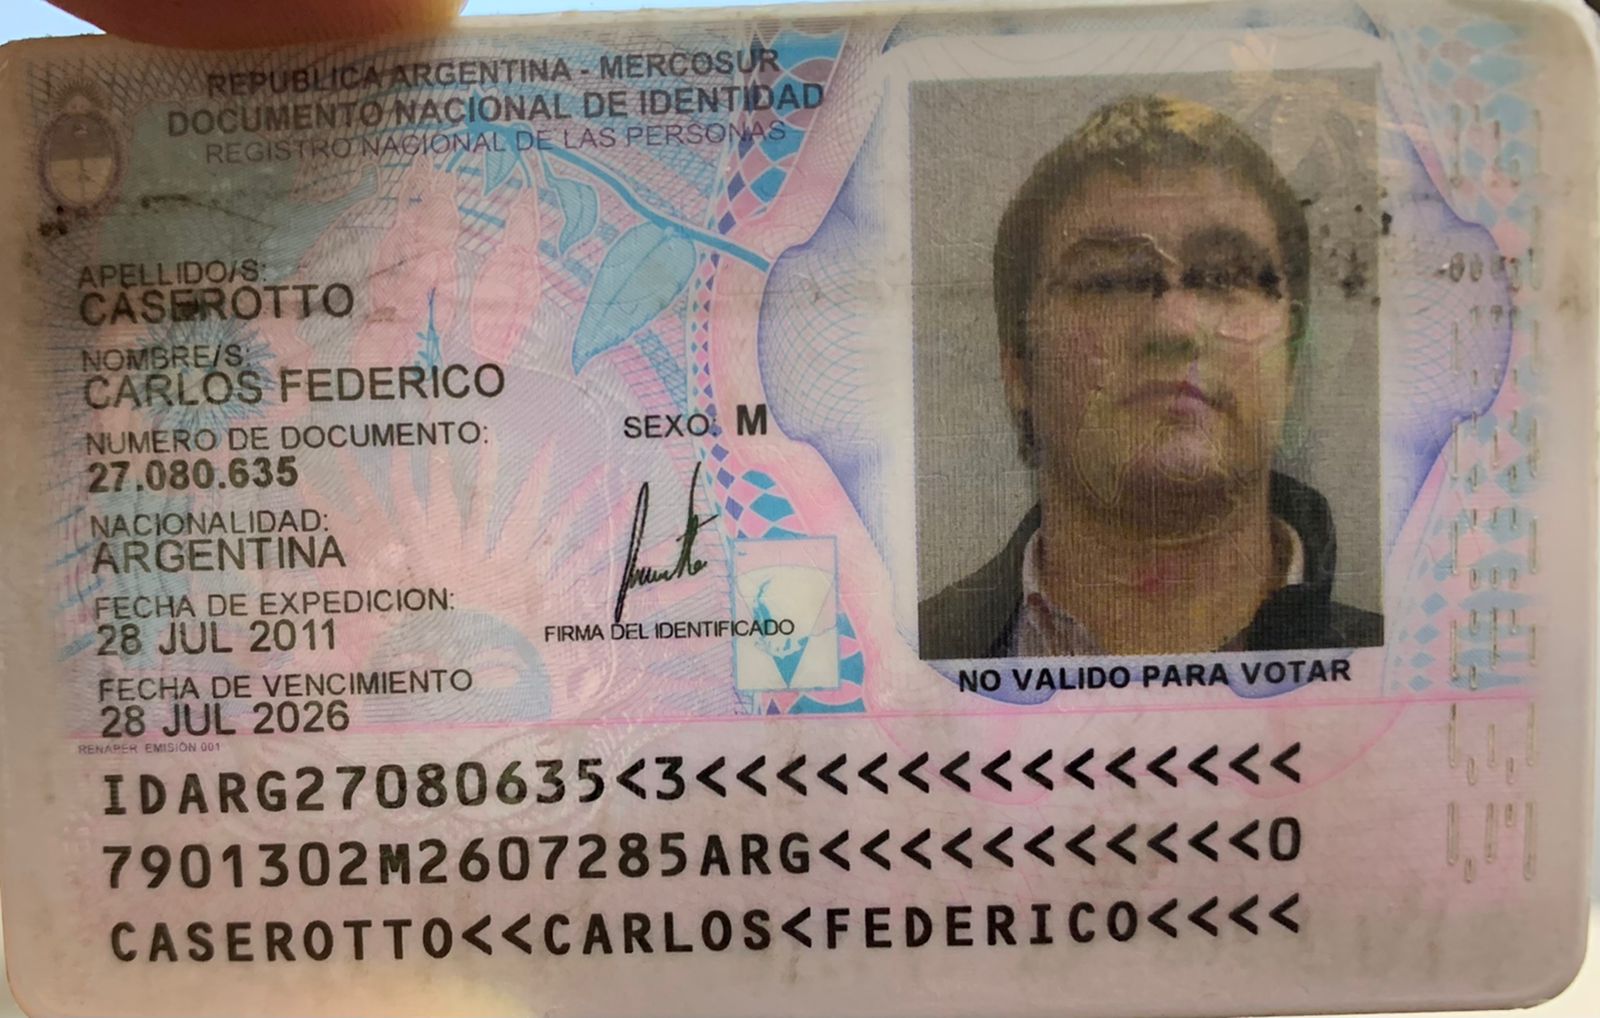 REPUBLICA ARGENTINA - MERCOSUR
DOCUMENTO NACIONAL DE IDENTIDAD
REGISTRO NACIONAL DE LAS PERSONAS
APELLIDO/S:
CASEROTTO
NOMBRE/S:
CARLOS FEDERICO
NUMERO DE DOCUMENTO:
27.080.635
SEXO: M
NACIONALIDAD:
ARGENTINA
FECHA DE EXPEDICION:
28 JUL 2011
FIRMA DEL IDENTIFICADO
FECHA DE VENCIMIENTO
28 JUL 2026
NO VALIDO PARA VOTAR
RENAPER EMISIÓN 001
IDARG27080635<3<<<<<<<<<<<<<<<
7901302M2607285ARG<<<<<<<<<<<0
CASEROTTO<<CARLOS<FEDERICO<<<<